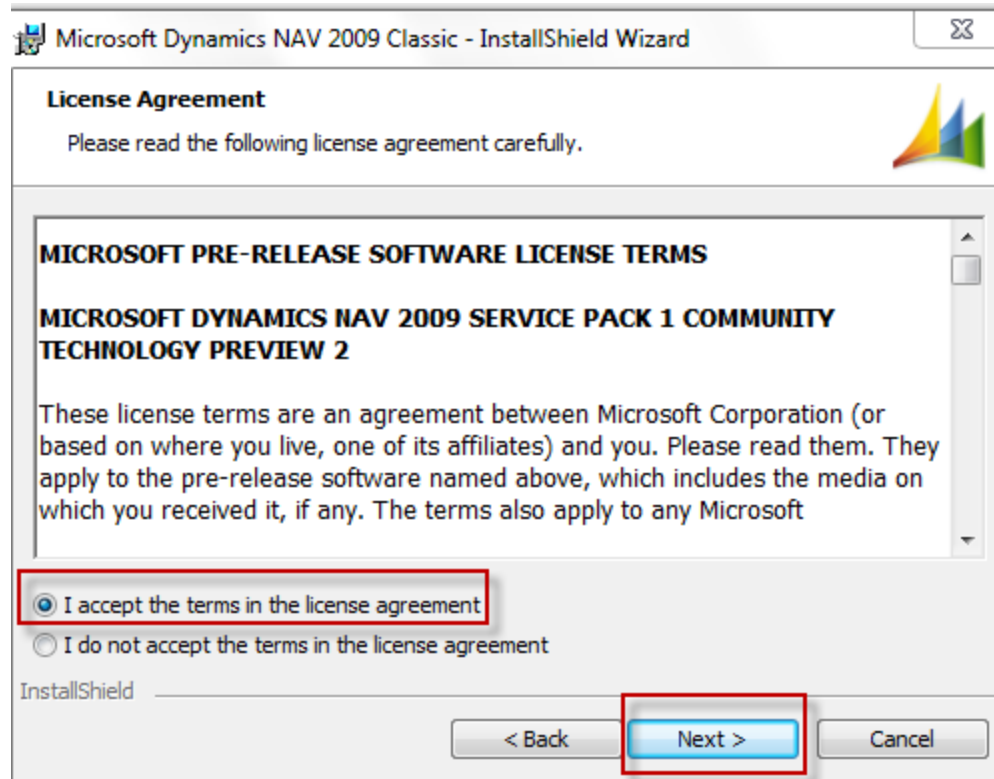 Microsoft Dynamics NAV 2009 Classic - InstallShield Wizard
License Agreement
Please read the following license agreement carefully.
MICROSOFT PRE-RELEASE SOFTWARE LICENSE TERMS
MICROSOFT DYNAMICS NAV 2009 SERVICE PACK 1 COMMUNITY
TECHNOLOGY PREVIEW 2
These license terms are an agreement between Microsoft Corporation (or
based on where you live, one of its affiliates) and you. Please read them. They
apply to the pre-release software named above, which includes the media on
which you received it, if any. The terms also apply to any Microsoft
I accept the terms in the license agreement
I do not accept the terms in the license agreement
InstallShield
< Back Next > Cancel